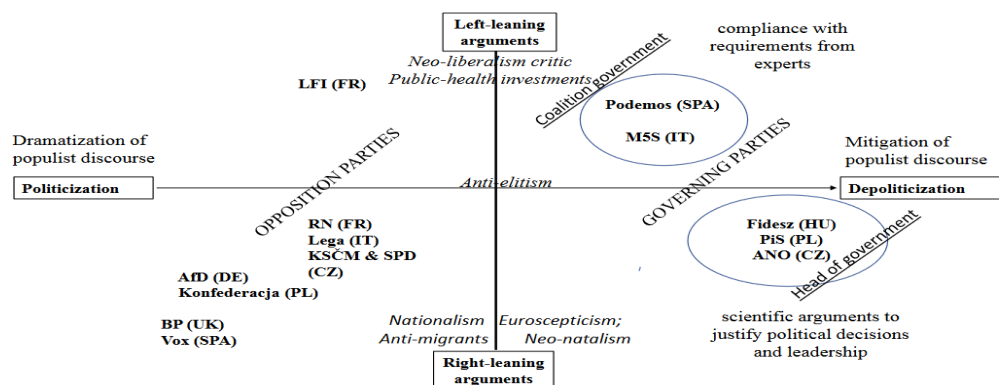 Left-leaning
arguments
compliance with
requirements from
experts
Neo-liberalism critic
Public-health investments
Coalition government
LFI (FR)
Podemos (SPA)
M5S (IT)
Dramatization of
populist discourse
Mitigation of
populist discourse
OPPOSITION PARTIES
GOVERNING PARTIES
Politicization
Anti-elitism
Depoliticization
RN (FR)
Lega (IT)
KSČM & SPD
(CZ)
Fidesz (HU)
PiS (PL)
ANO (CZ)
Head of government
AfD (DE)
Konfederacja (PL)
BP (UK)
Vox (SPA)
Nationalism
Anti-migrants
Euroscepticism;
Neo-natalism
scientific arguments to
justify political decisions
and leadership
Right-leaning
arguments